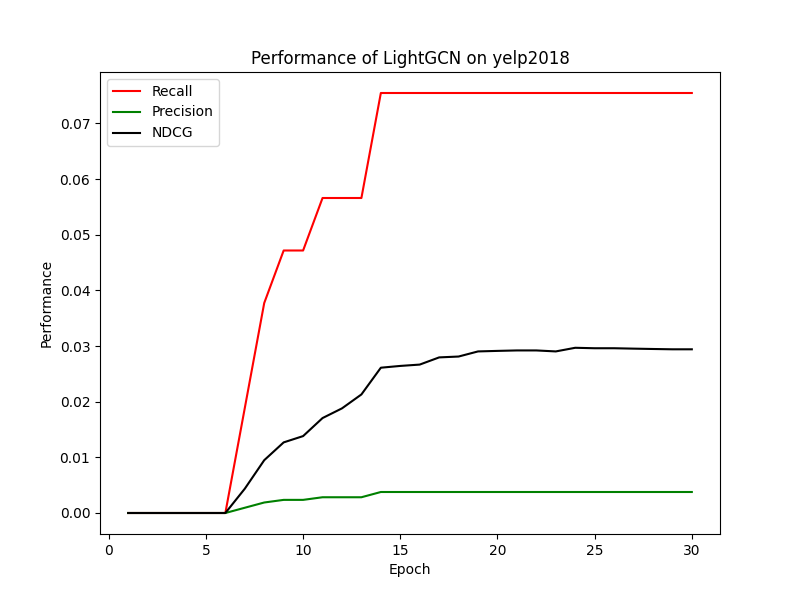 Performance of LightGCN on yelp2018
Recall
Precision
NDCG
0.07
0.06
0.05
0.04
0.03
0.02
0.01
0.00
Performance
0 5 10 15 20 25 30
Epoch